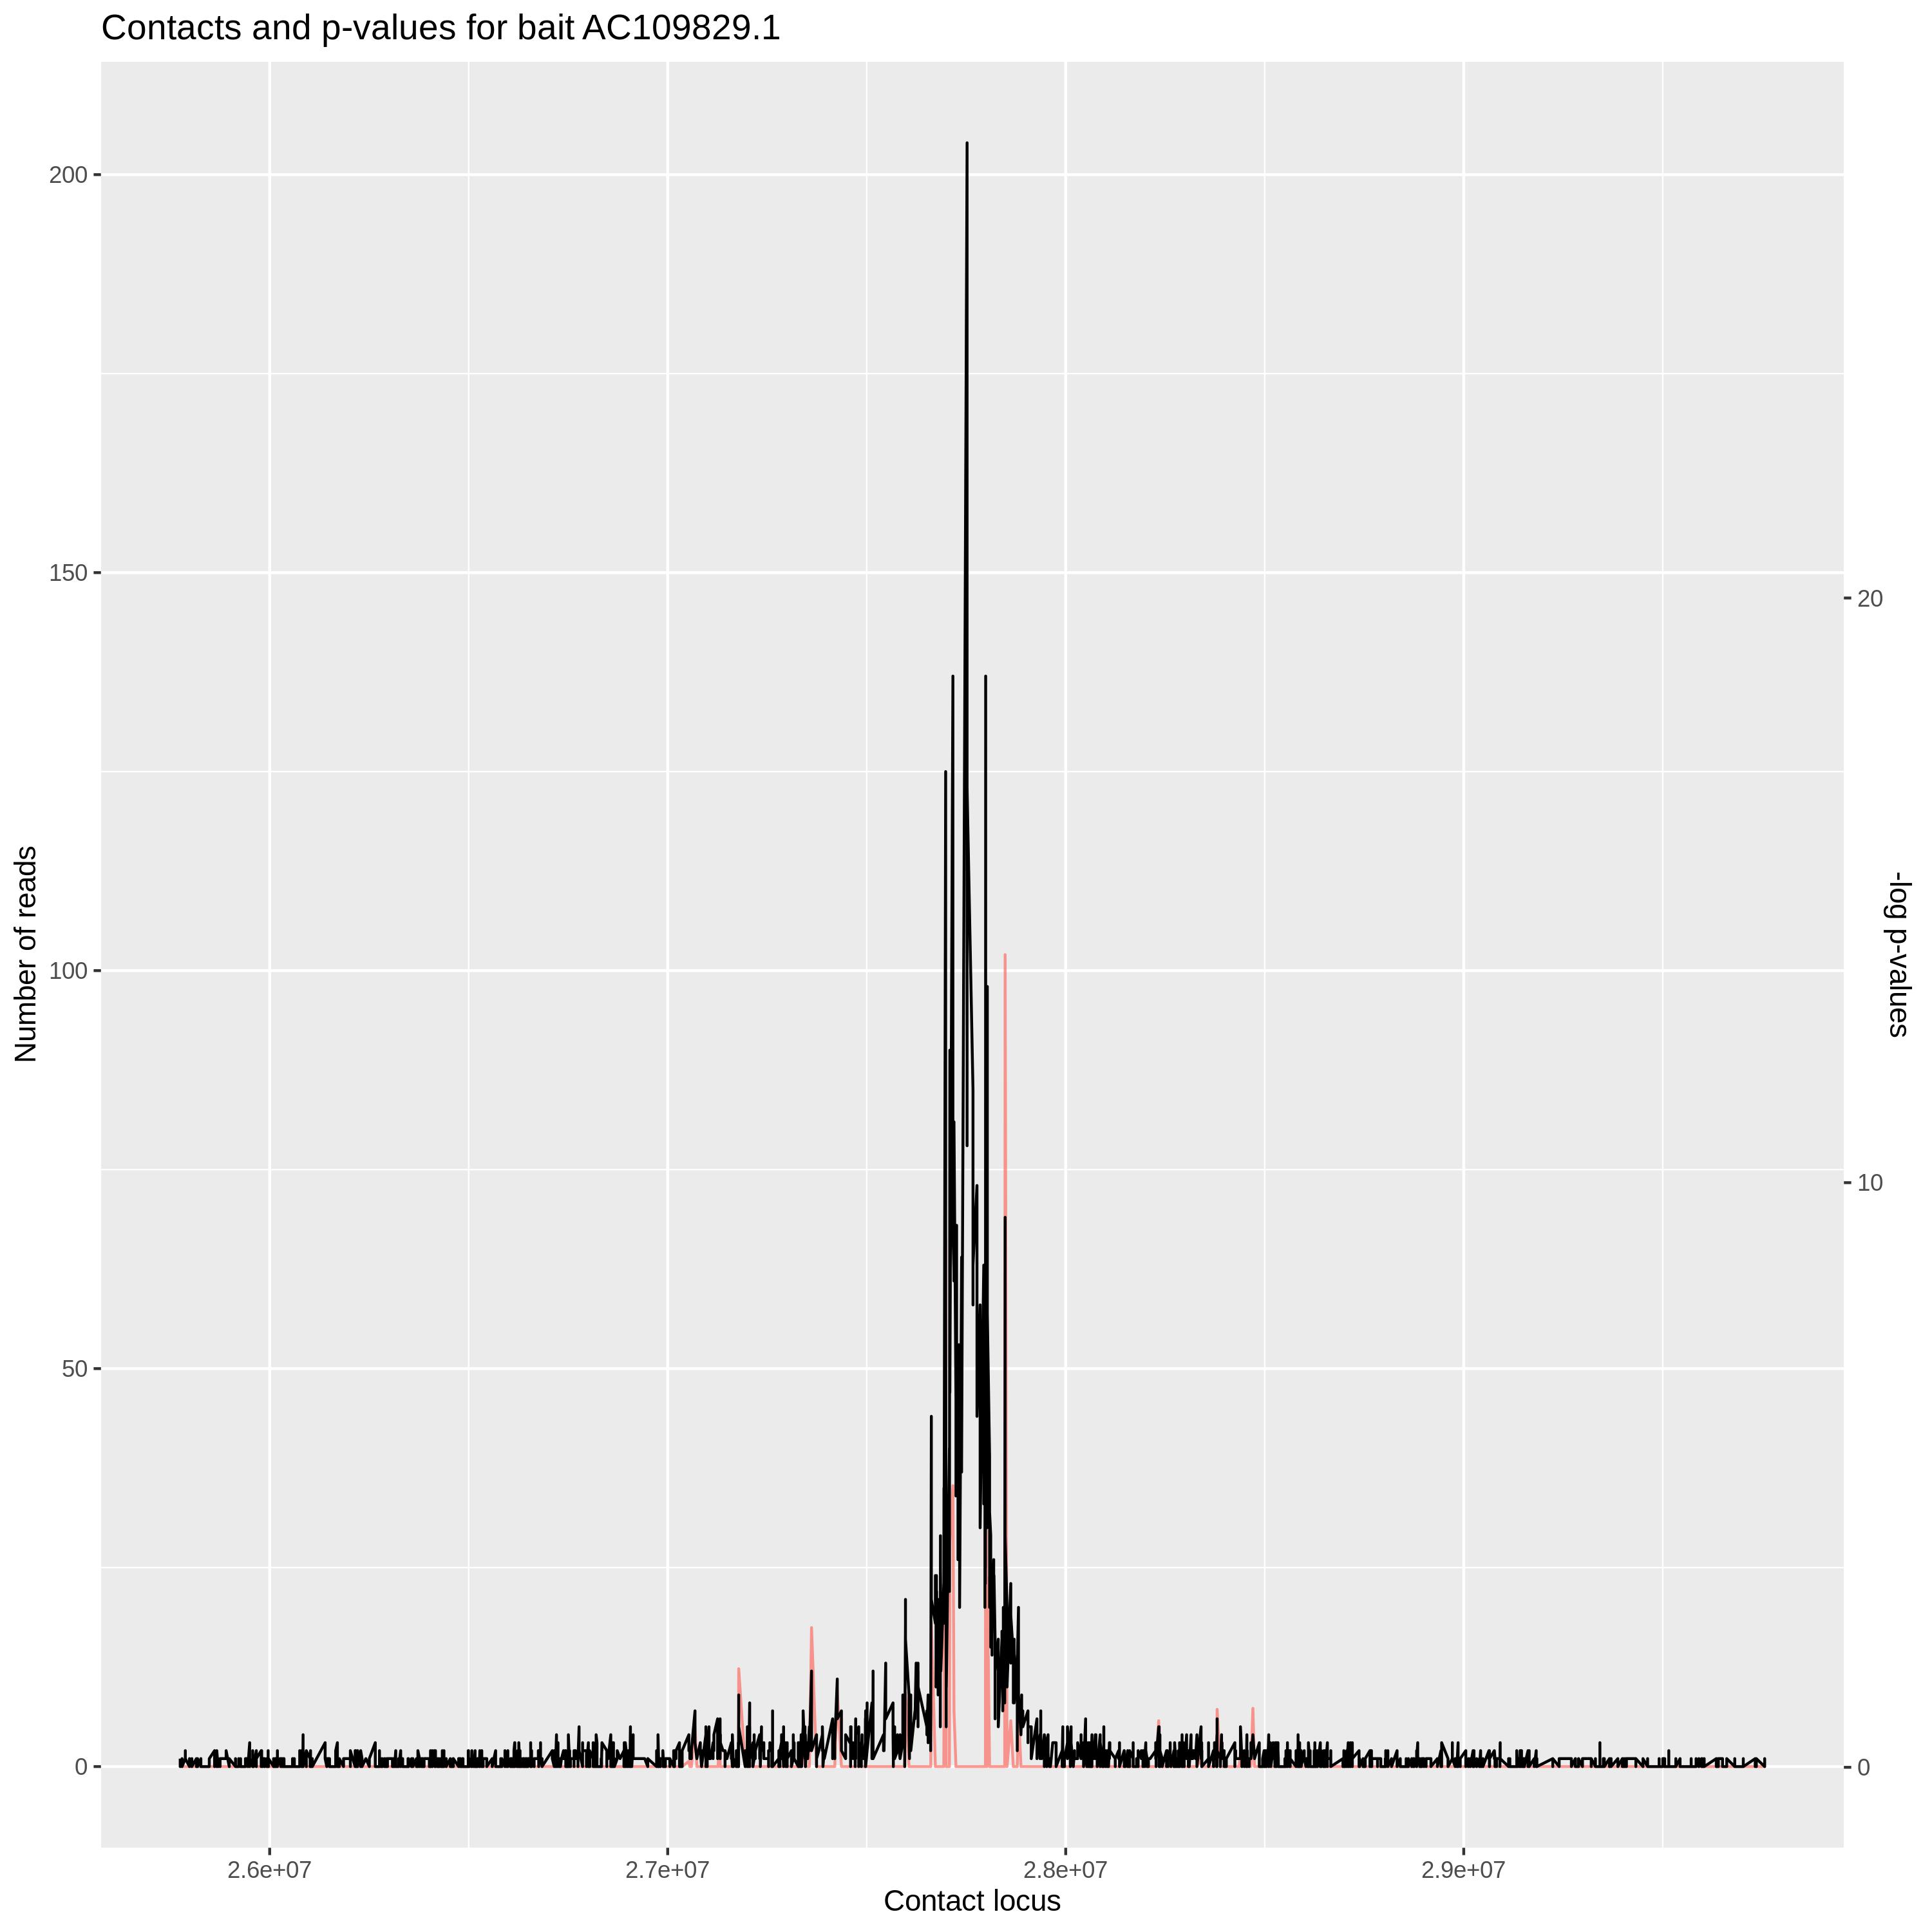 Contacts and p-values for bait AC109829.1
200
150
100
50
0
Number of reads
20
10
0
-log p-values
2.6e+07
2.7e+07
2.8e+07
2.9e+07
Contact locus